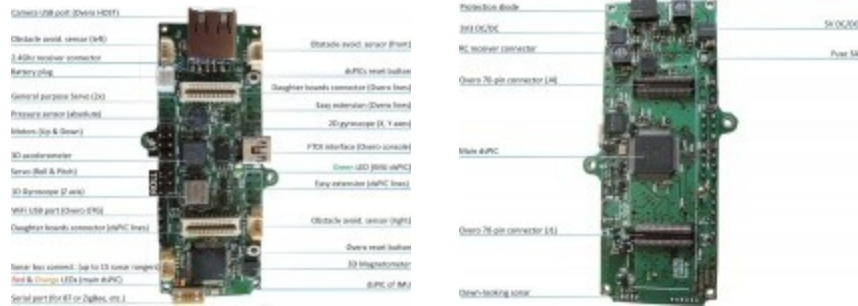 Camera USB port (Overo HOST)
Obstacle avoid. sensor (left)
2.4Ghz receiver connector
Battery plug
General purpose Servo (2x)
Pressure sensor (absolute)
Motors (Up & Down)
3D accelerometer
Servo (Roll & Pitch)
1D Gyroscope (Z axis)
WiFi USB port (Overo OTG)
Daughter boards connector (dsPIC lines)
Sonar bus connect. (up to 15 sonar rangers)
Red & Orange LEDs (main dsPIC)
Serial port (for BT or ZigBee, etc.)
Obstacle avoid. sensor (front)
dsPICs reset button
Daughter boards connector (Overo lines)
Easy extension (Overo lines)
2D gyroscope (X, Y axes)
FTDI interface (Overo console)
Green LED (IMU dsPIC)
Easy extension (dsPIC lines)
Obstacle avoid. sensor (right)
Overo reset button
3D Magnetometer
dsPIC of IMU
Protection diode
3V3 DC/DC
RC receiver connector
Overo 70-pin connector (J4)
Main dsPIC
Overo 70-pin connector (J1)
Down-looking sonar
5V DC/DC
Fuse 5A